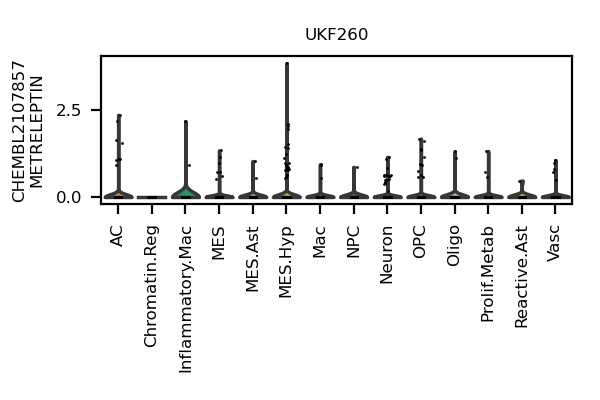 UKF260
CHEMBL2107857
METRELEPTIN
2.5
0.0
AC
Chromatin.Reg
Inflammatory.Mac
MES
MES.Ast
MES.Hyp
Mac
NPC
Neuron
OPC
Oligo
Prolif.Metab
Reactive.Ast
Vasc